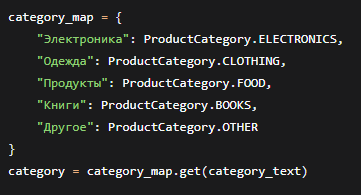 category_map = {
    "Электроника": ProductCategory.ELECTRONICS,
    "Одежда": ProductCategory.CLOTHING,
    "Продукты": ProductCategory.FOOD,
    "Книги": ProductCategory.BOOKS,
    "Другое": ProductCategory.OTHER
}
category = category_map.get(category_text)